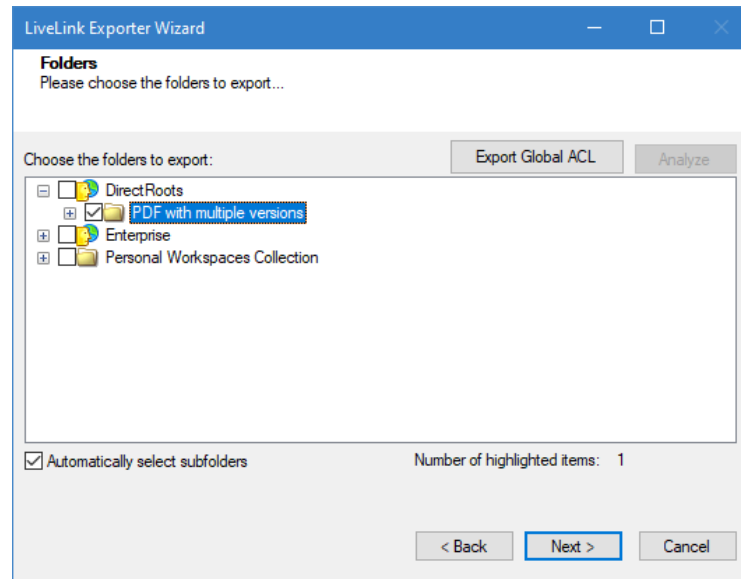 LiveLink Exporter Wizard
Folders
Please choose the folders to export...
Choose the folders to export:
Export Global ACL
Analyze
DirectRoots
PDF with multiple versions
Enterprise
Personal Workspaces Collection
Automatically select subfolders
Number of highlighted items: 1
< Back
Next >
Cancel